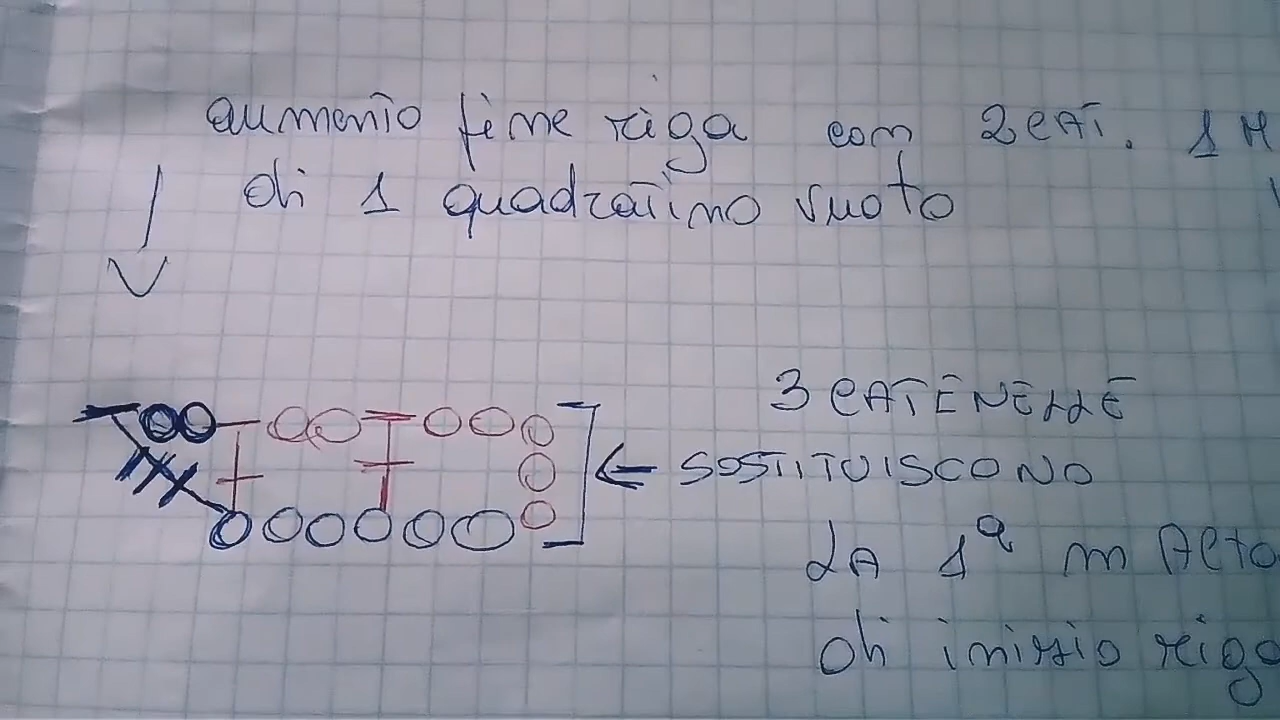 aumento fine riga con 2 CAT. 1 M
di 1 quadratino vuoto
3 CATENELLE
SOSTITUISCONO
LA 1ª m Alta
di inizio riga